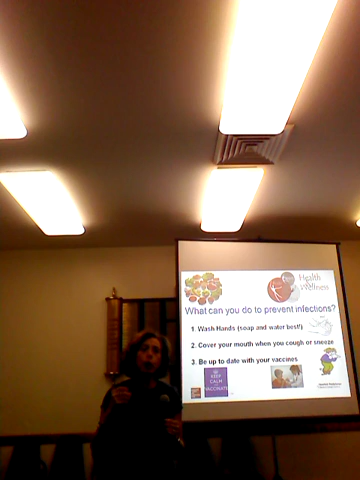 Health
Wellness
What can you do to prevent infections?
1. Wash Hands (soap and water best!)
2. Cover your mouth when you cough or sneeze
3. Be up to date with your vaccines
KEEP
CALM
AND
VACCINATE